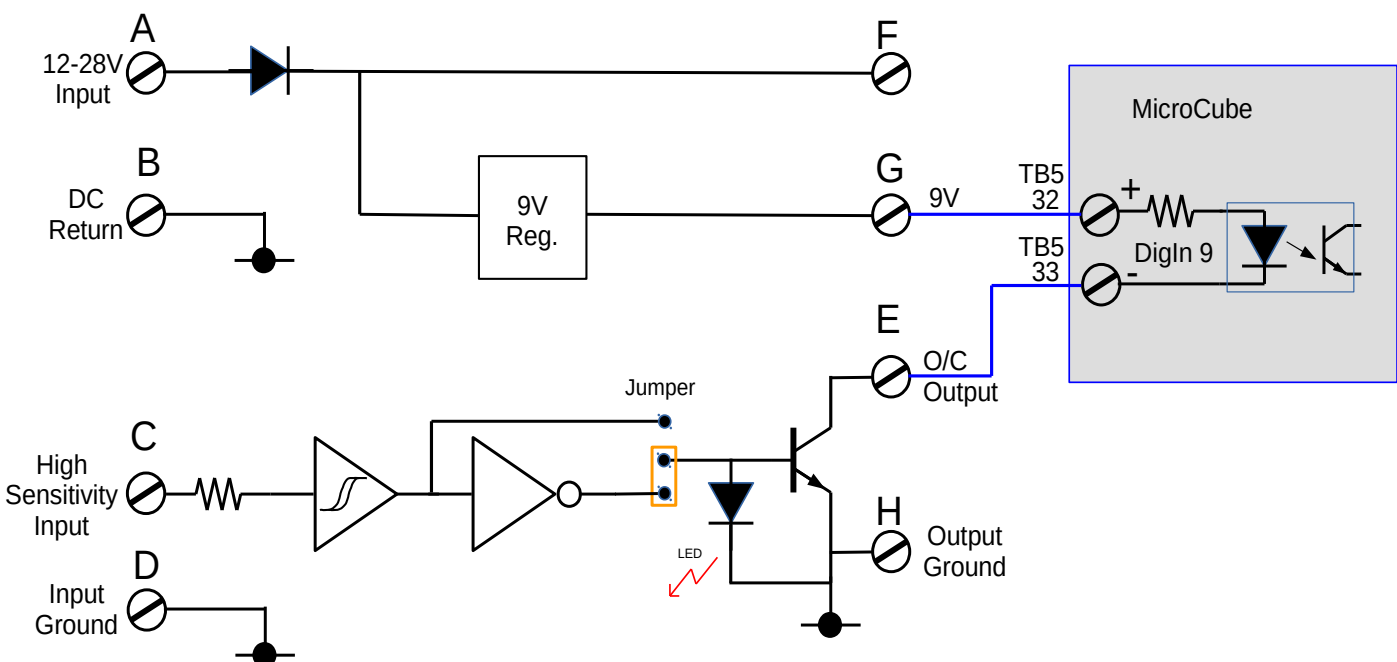 A
12-28V
Input
F
MicroCube
B
DC
Return
9V
Reg.
G
9V
TB5
32
+
DigIn 9
TB5
33
-
E
O/C
Output
Jumper
C
High
Sensitivity
Input
LED
H
Output
Ground
D
Input
Ground